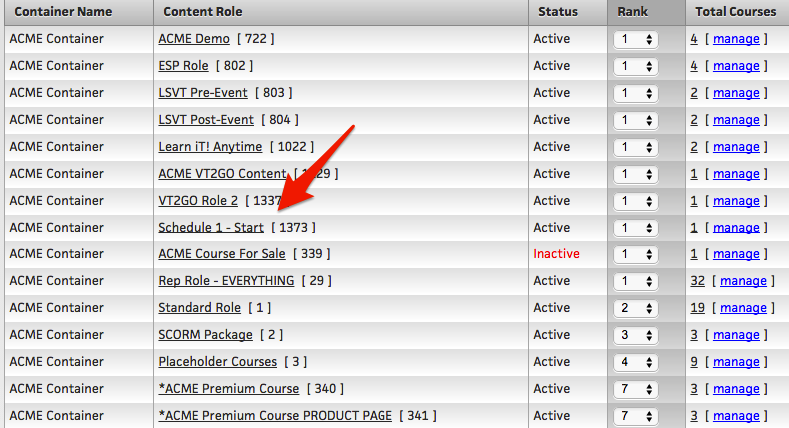 Container Name Content Role Status Rank Total Courses
ACME Container ACME Demo [ 722 ] Active 1 4 [ manage ]
ACME Container ESP Role [ 802 ] Active 1 4 [ manage ]
ACME Container LSVT Pre-Event [ 803 ] Active 1 2 [ manage ]
ACME Container LSVT Post-Event [ 804 ] Active 1 2 [ manage ]
ACME Container Learn iT! Anytime [ 1022 ] Active 1 2 [ manage ]
ACME Container ACME VT2GO Content [ ] Active 1 1 [ manage ]
ACME Container VT2GO Role 2 [ 1337 Active 1 1 [ manage ]
ACME Container Schedule 1 - Start [ 1373 ] Active 1 1 [ manage ]
ACME Container ACME Course For Sale [ 339 ] Inactive 1 1 [ manage ]
ACME Container Rep Role - EVERYTHING [ 29 ] Active 1 32 [ manage ]
ACME Container Standard Role [ 1 ] Active 2 19 [ manage ]
ACME Container SCORM Package [ 2 ] Active 3 3 [ manage ]
ACME Container Placeholder Courses [ 3 ] Active 4 9 [ manage ]
ACME Container *ACME Premium Course [ 340 ] Active 7 3 [ manage ]
ACME Container *ACME Premium Course PRODUCT PAGE [ 341 ] Active 7 3 [ manage ]